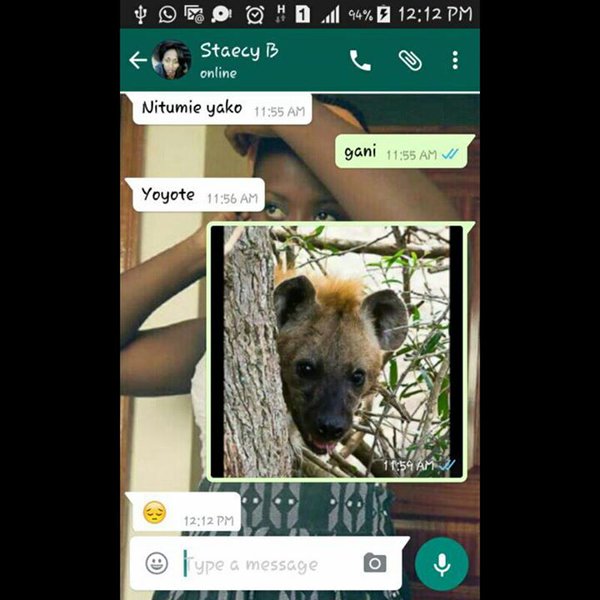 H 1 94% 12:12 PM
Staecy B
online
Nitumie yako 11:55 AM
gani 11:55 AM
Yoyote 11:56 AM
11:59 AM
😔 12:12 PM
Type a message